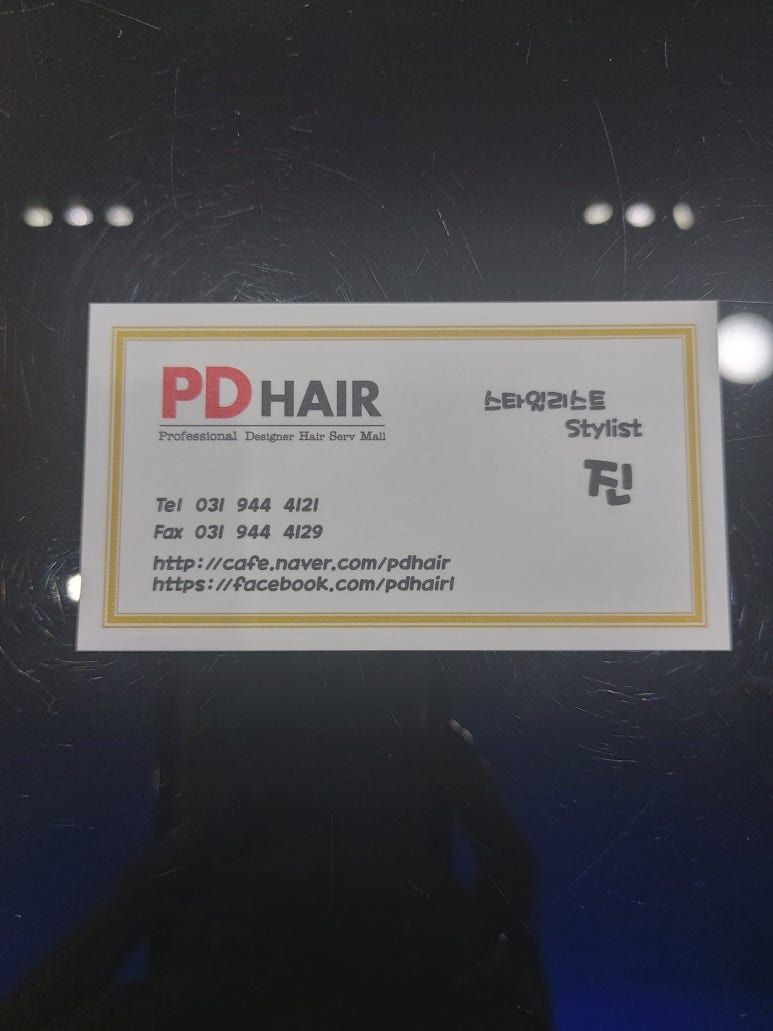 PD HAIR
Professional Designer Hair Serv Mall
스타일리스트
Stylist
진
Tel 031 944 4121
Fax 031 944 4129
http://cafe.naver.com/pdhair
https://facebook.com/pdhair1